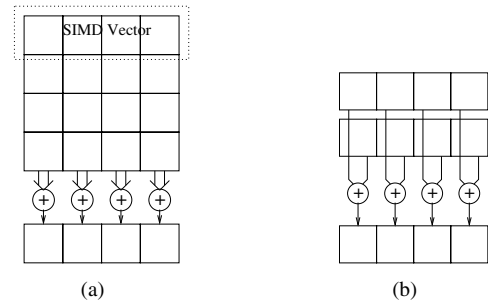 SIMD Vector
+ + + +
+ + + +
(a)
(b)